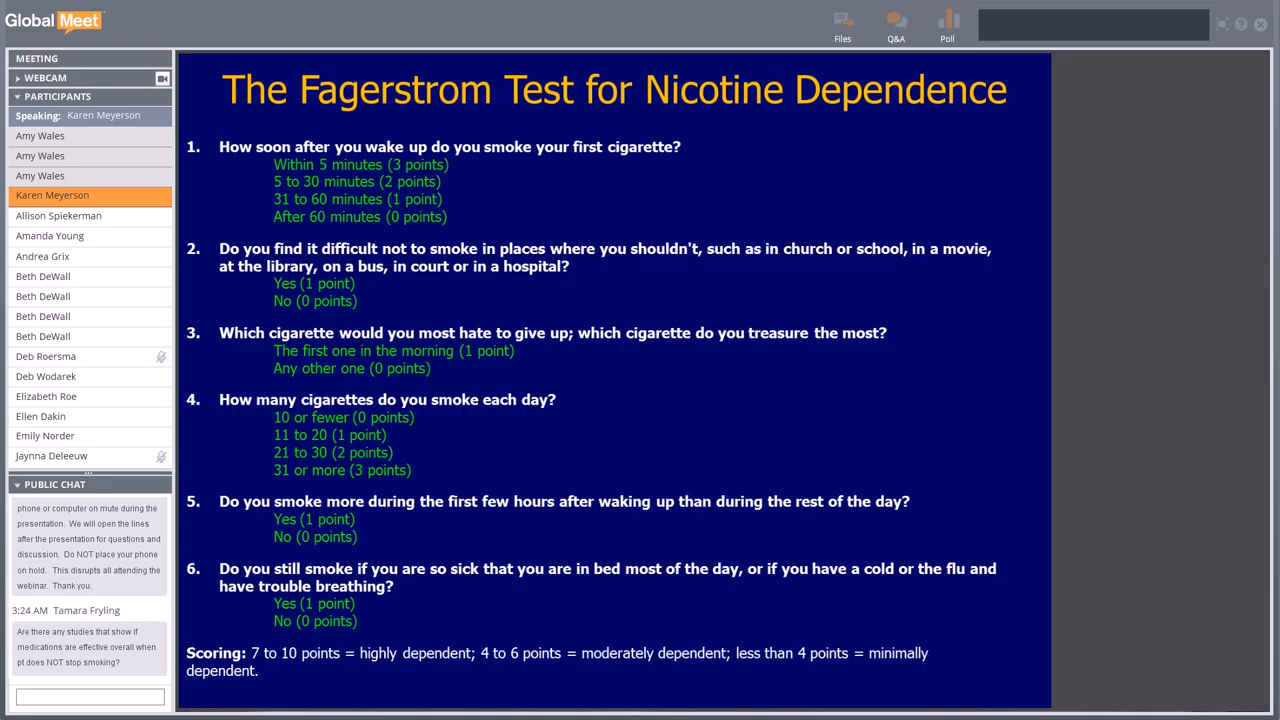 Global Meet
Files
Q&A
Poll
MEETING
WEBCAM
PARTICIPANTS
Speaking: Karen Meyerson
Amy Wales
Amy Wales
Amy Wales
Karen Meyerson
Allison Spiekerman
Amanda Young
Andrea Grix
Beth DeWall
Beth DeWall
Beth DeWall
Beth DeWall
Deb Roersma
Deb Wodarek
Elizabeth Roe
Ellen Dakin
Emily Norder
Jaynna Deleeuw
PUBLIC CHAT
phone or computer on mute during the
presentation. We will open the lines
after the presentation for questions and
discussion. Do NOT place your phone
on hold. This disrupts all attending the
webinar. Thank you.
3:24 AM Tamara Fryling
Are there any studies that show if
medications are effective overall when
pt does NOT stop smoking?
The Fagerstrom Test for Nicotine Dependence
1. How soon after you wake up do you smoke your first cigarette?
Within 5 minutes (3 points)
5 to 30 minutes (2 points)
31 to 60 minutes (1 point)
After 60 minutes (0 points)
2. Do you find it difficult not to smoke in places where you shouldn't, such as in church or school, in a movie,
at the library, on a bus, in court or in a hospital?
Yes (1 point)
No (0 points)
3. Which cigarette would you most hate to give up; which cigarette do you treasure the most?
The first one in the morning (1 point)
Any other one (0 points)
4. How many cigarettes do you smoke each day?
10 or fewer (0 points)
11 to 20 (1 point)
21 to 30 (2 points)
31 or more (3 points)
5. Do you smoke more during the first few hours after waking up than during the rest of the day?
Yes (1 point)
No (0 points)
6. Do you still smoke if you are so sick that you are in bed most of the day, or if you have a cold or the flu and
have trouble breathing?
Yes (1 point)
No (0 points)
Scoring: 7 to 10 points = highly dependent; 4 to 6 points = moderately dependent; less than 4 points = minimally
dependent.